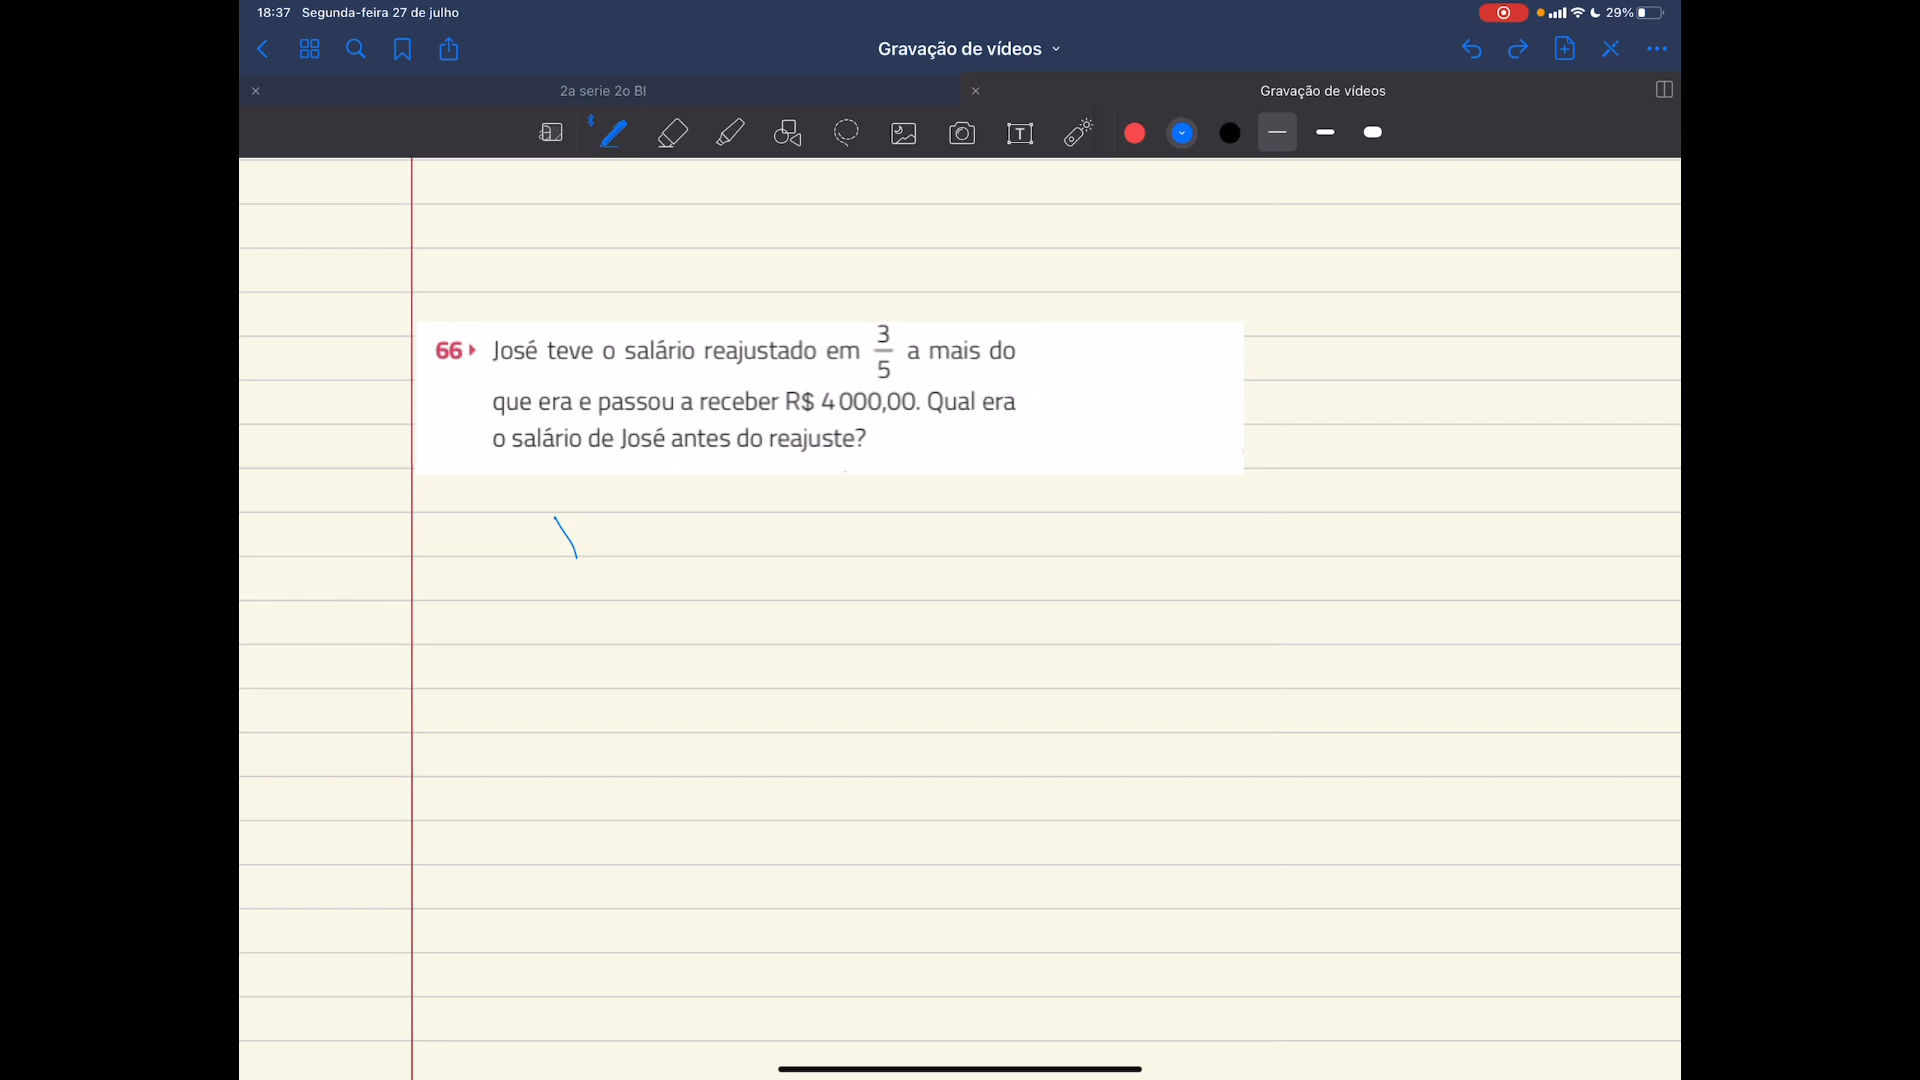 18:37 Segunda-feira 27 de julho
29%
Gravação de vídeos
2a serie 2o BI
Gravação de vídeos
T
66 José teve o salário reajustado em 3/5 a mais do
que era e passou a receber R$ 4 000,00. Qual era
o salário de José antes do reajuste?